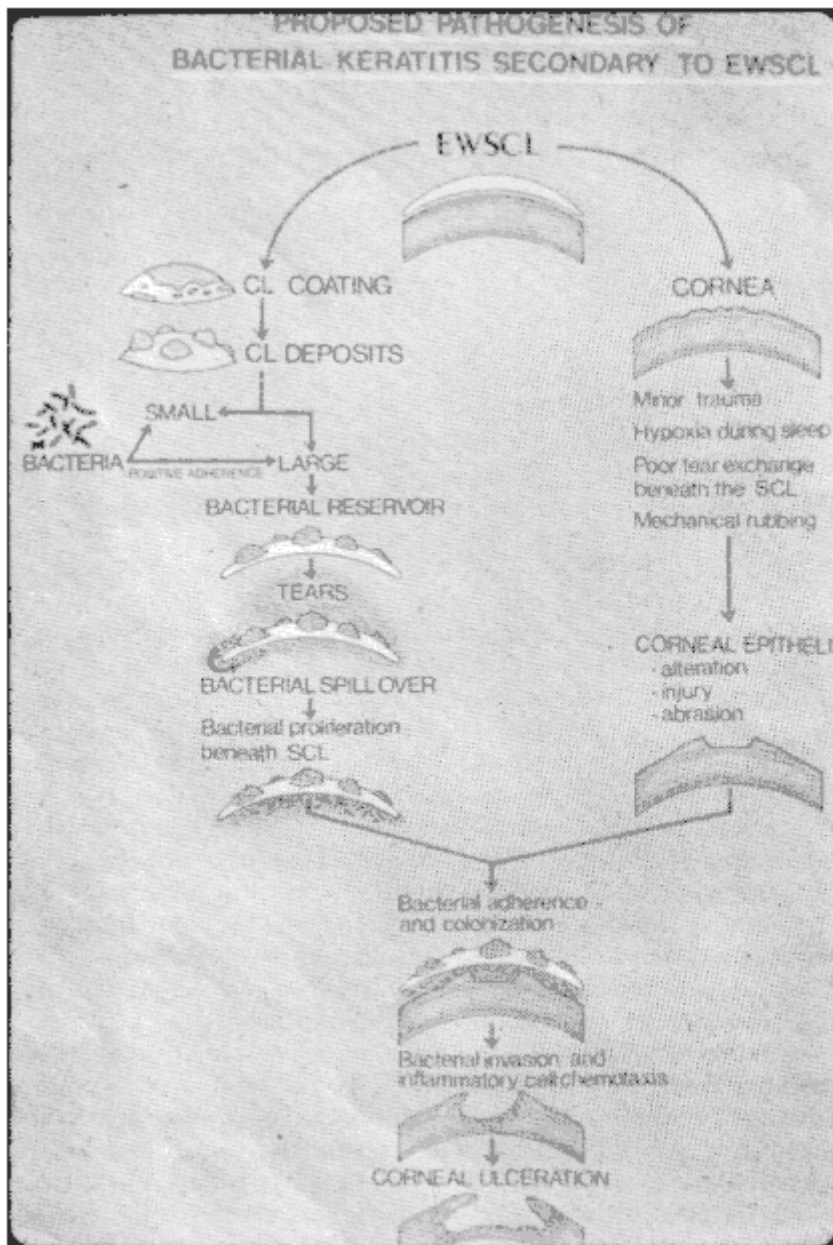 PROPOSED PATHOGENESIS OF
BACTERIAL KERATITIS SECONDARY TO EWSCL
EWSCL
CL COATING
CORNEA
CL DEPOSITS
SMALL
BACTERIA
POSITIVE ADHERENCE
LARGE
Minor trauma
Hypoxia during sleep
Poor tear exchange
beneath the SCL
Mechanical rubbing
BACTERIAL RESERVOIR
TEARS
BACTERIAL SPILL OVER
Bacterial proliferation
beneath SCL
CORNEAL EPITHELI
- alteration
- injury
- abrasion
Bacterial adherence
and colonization
Bacterial invasion and
inflammatory cell chemotaxis
CORNEAL ULCERATION